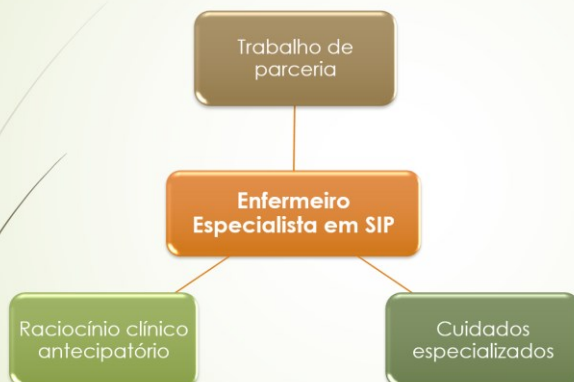 Trabalho de
parceria
Enfermeiro
Especialista em SIP
Raciocínio clínico
antecipatório
Cuidados
especializados